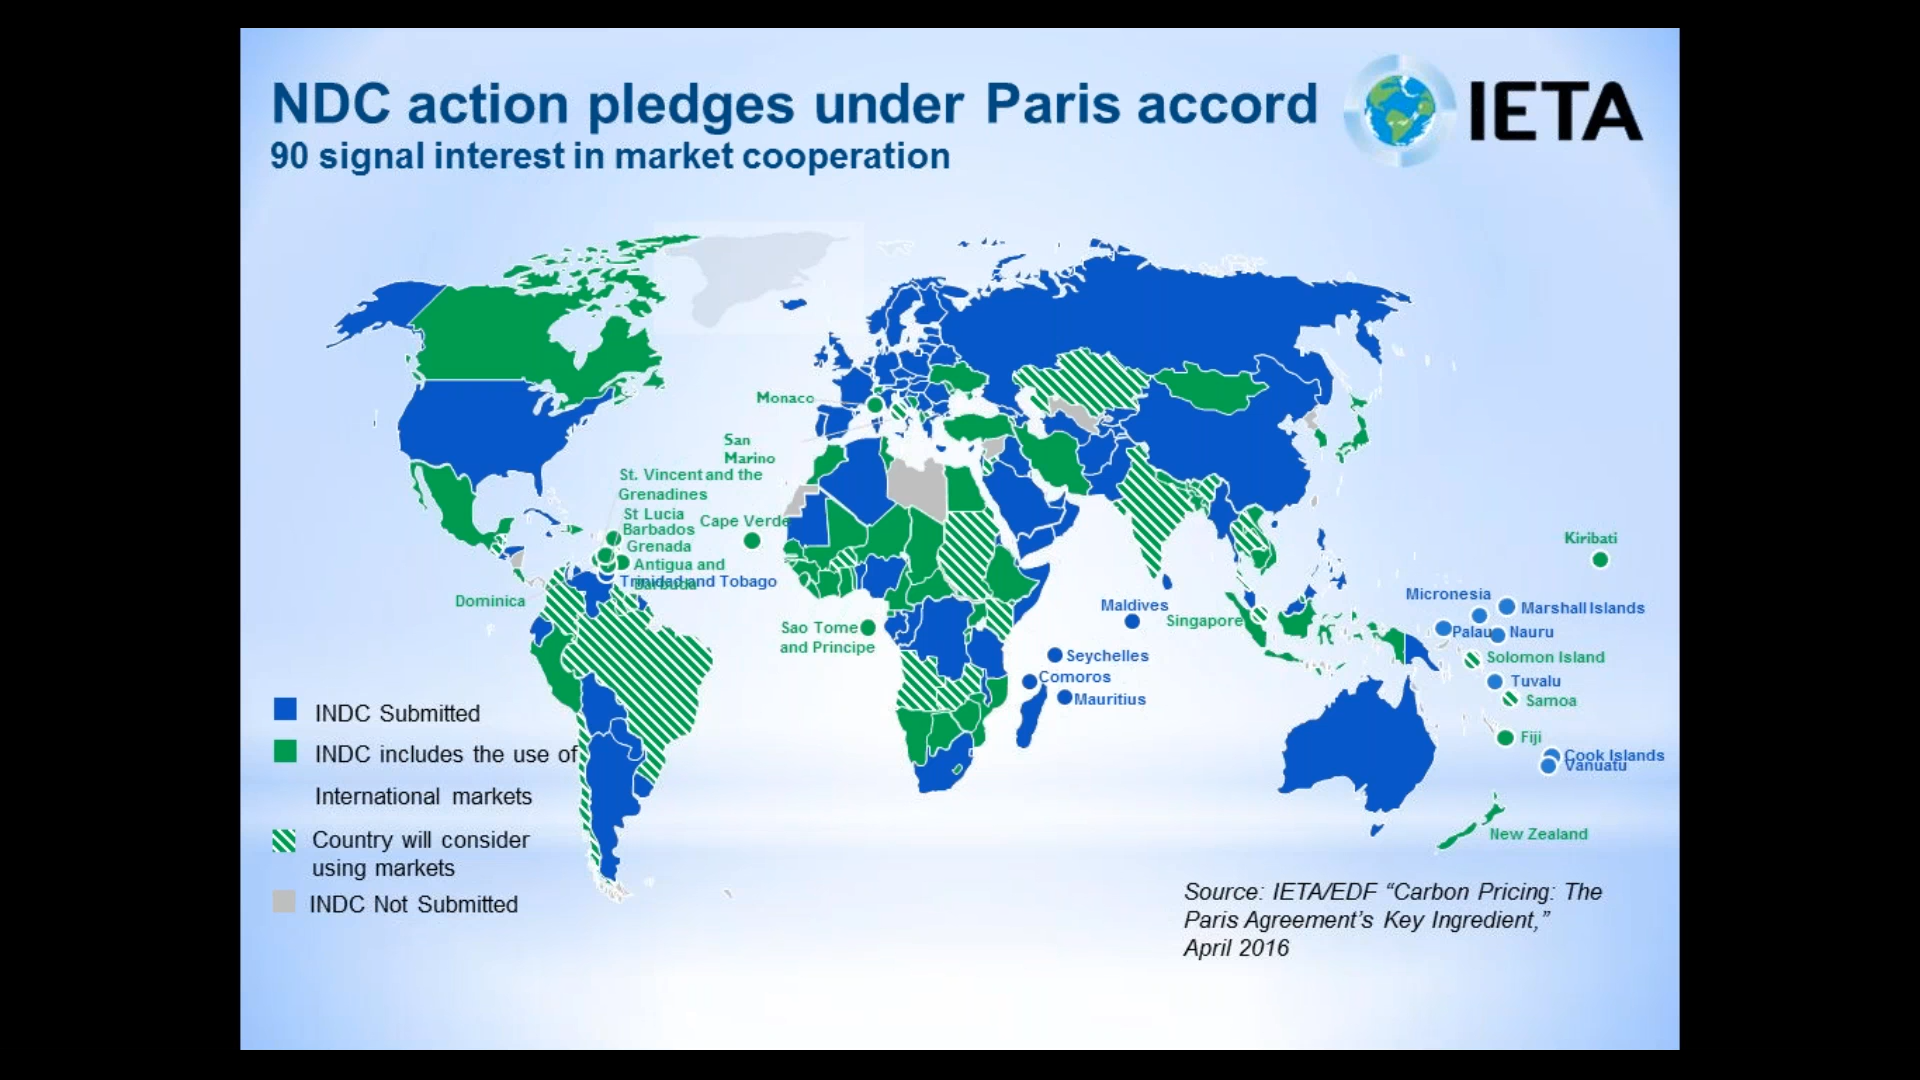 NDC action pledges under Paris accord
90 signal interest in market cooperation
IETA
Monaco
San
Marino
St. Vincent and the
Grenadines
St Lucia
Barbados
Cape Verde
Grenada
Antigua and
Barbuda
Trinidad and Tobago
Dominica
Sao Tome
and Principe
Maldives
Singapore
Seychelles
Comoros
Mauritius
Kiribati
Micronesia
Marshall Islands
Palau
Nauru
Solomon Island
Tuvalu
Samoa
Fiji
Cook Islands
Vanuatu
New Zealand
INDC Submitted
INDC includes the use of
International markets
Country will consider
using markets
INDC Not Submitted
Source: IETA/EDF “Carbon Pricing: The
Paris Agreement’s Key Ingredient,”
April 2016